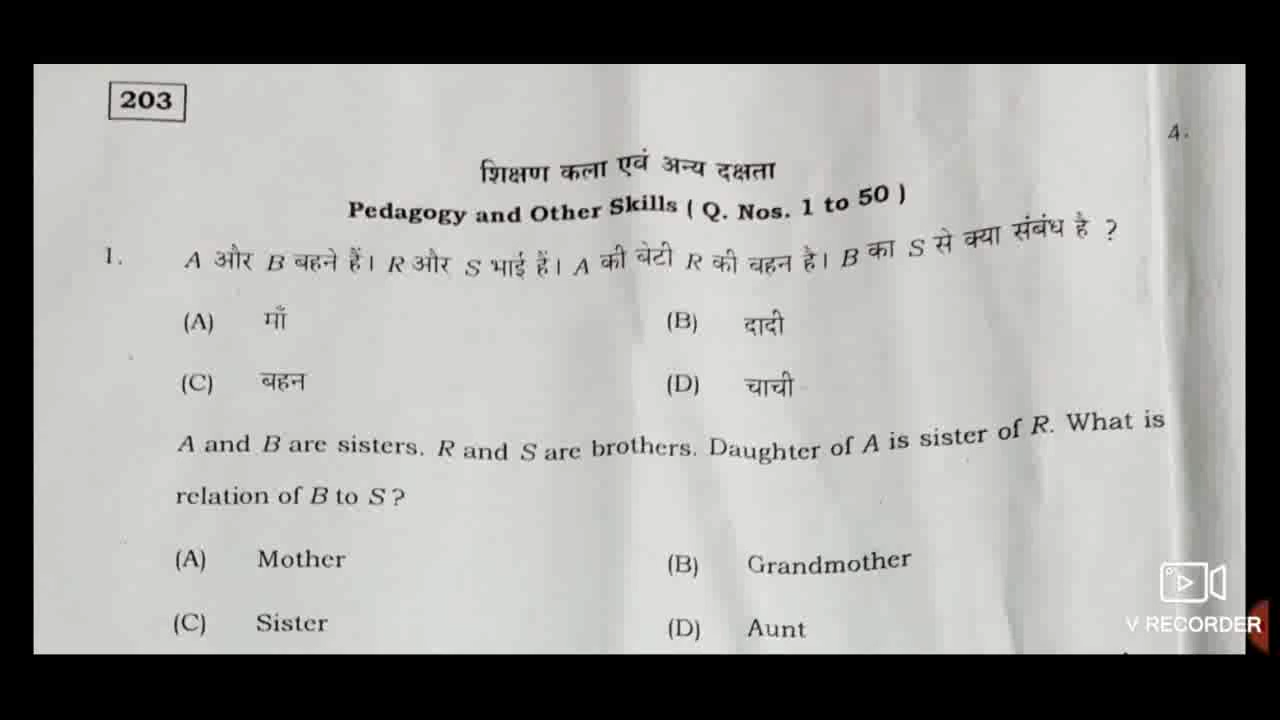 203
4.
शिक्षण कला एवं अन्य दक्षता
Pedagogy and Other Skills ( Q. Nos. 1 to 50 )
1. A और B बहने हैं। R और S भाई हैं। A की बेटी R की बहन है। B का S से क्या संबंध है ?
(A) माँ (B) दादी
(C) बहन (D) चाची
A and B are sisters. R and S are brothers. Daughter of A is sister of R. What is
relation of B to S ?
(A) Mother (B) Grandmother
(C) Sister (D) Aunt
V RECORDER